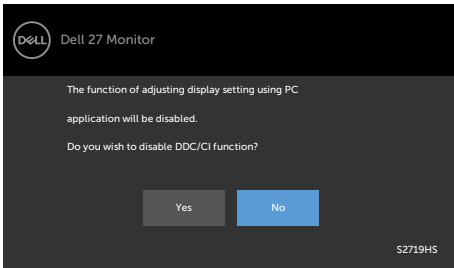 DELL
Dell 27 Monitor
The function of adjusting display setting using PC
application will be disabled.
Do you wish to disable DDC/CI function?
Yes
No
S2719HS